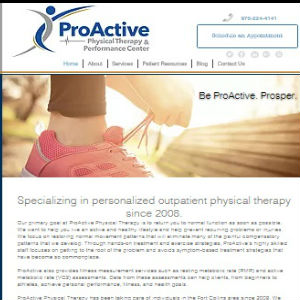 ProActive
Physical Therapy &
Performance Center
970-224-4141
Schedule an Appointment
Home
About
Services
Patient Resources
Blog
Contact Us
Be ProActive. Prosper.
Specializing in personalized outpatient physical therapy
since 2008.
Our primary goal at ProActive Physical Therapy is to return you to normal function as soon as possible.
We want to help you live an active and healthy lifestyle and help prevent recurring problems or injuries.
We focus on restoring normal movement patterns that will eliminate many of the painful compensatory
patterns that we develop. Through hands-on treatment and exercise strategies, ProActive's highly skilled
staff focuses on getting to the root of the problem and avoids symptom-based treatment strategies that
have become so commonplace.
ProActive also provides fitness measurement services such as resting metabolic rate (RMR) and active
metabolic rate (VO2) assessments. Data from these assessments can help clients, from beginners to
athletes, achieve personal performance, fitness, and health goals.
ProActive Physical Therapy has been taking care of individuals in the Fort Collins area since 2008. We